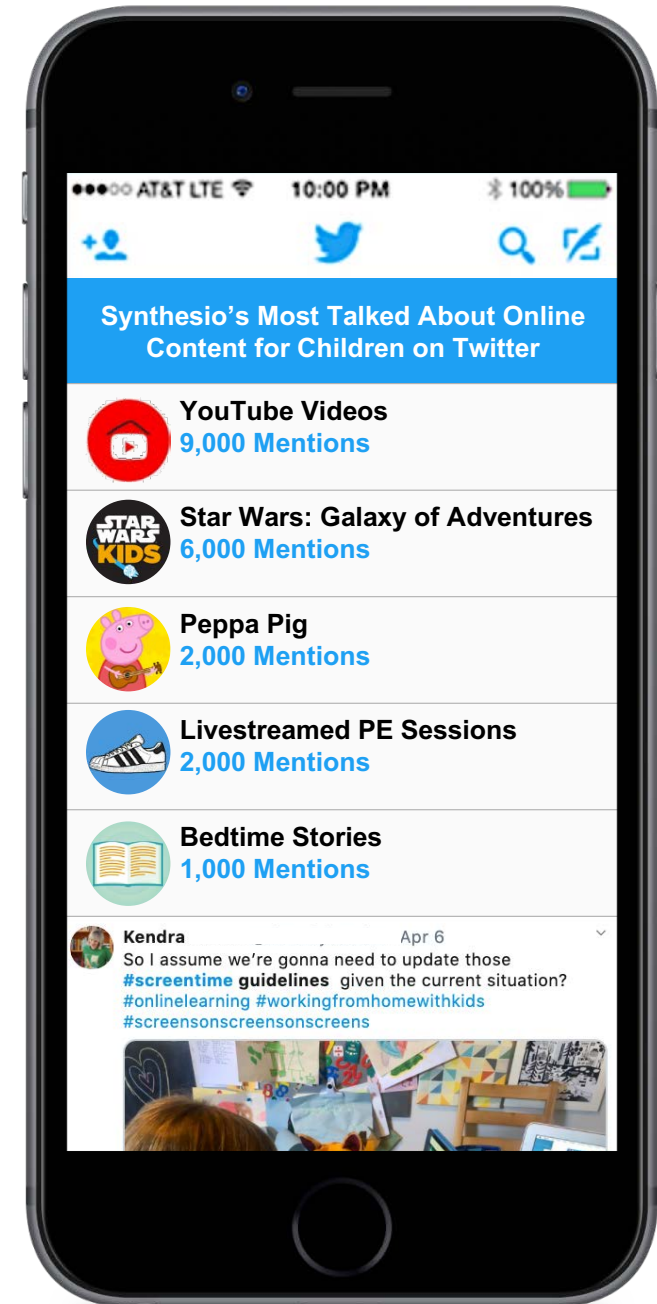 AT&T LTE 10:00 PM 100%
Synthesio’s Most Talked About Online
Content for Children on Twitter
YouTube Videos
9,000 Mentions
STAR
WARS
KIDS
Star Wars: Galaxy of Adventures
6,000 Mentions
Peppa Pig
2,000 Mentions
Livestreamed PE Sessions
2,000 Mentions
Bedtime Stories
1,000 Mentions
Kendra Apr 6
So I assume we’re gonna need to update those
#screentime guidelines given the current situation?
#onlinelearning #workingfromhomewithkids
#screensonscreensonscreens